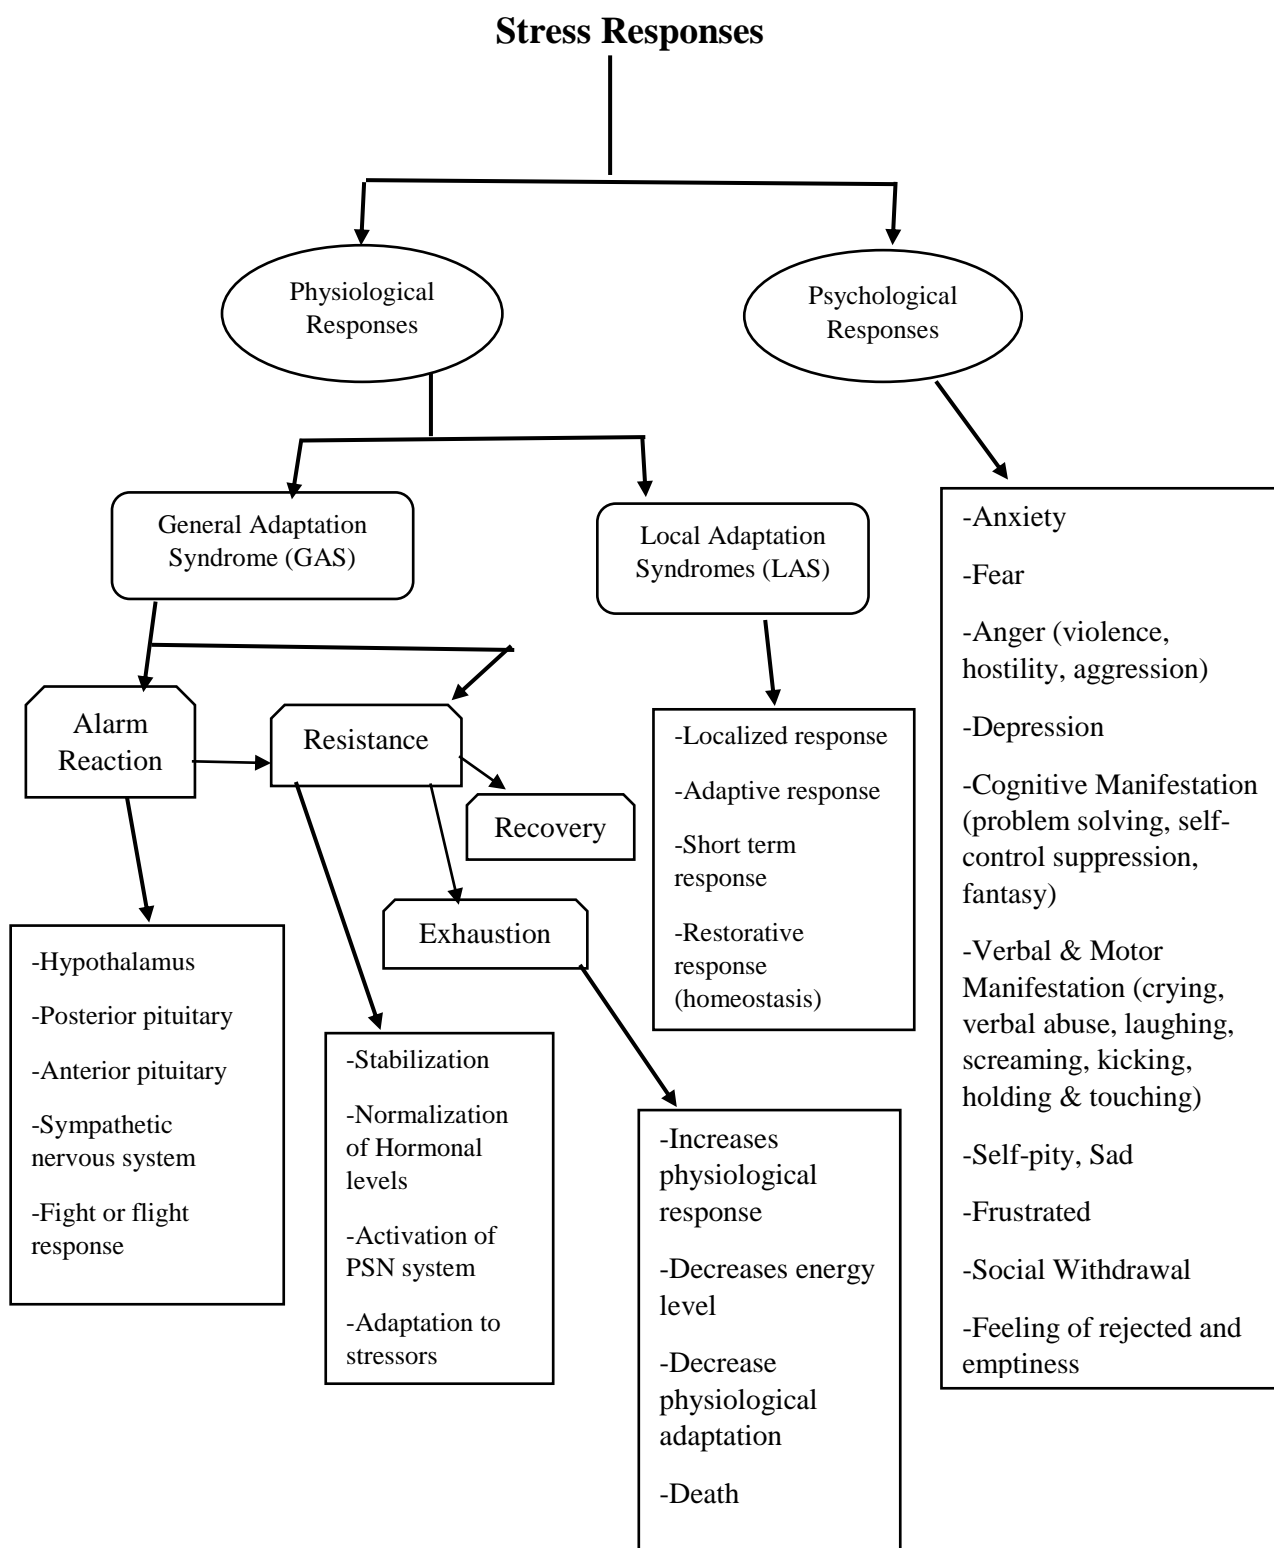 Stress Responses
Physiological
Responses
Psychological
Responses
General Adaptation
Syndrome (GAS)
Local Adaptation
Syndromes (LAS)
Alarm
Reaction
Resistance
Recovery
Exhaustion
-Hypothalamus
-Posterior pituitary
-Anterior pituitary
-Sympathetic
nervous system
-Fight or flight
response
-Stabilization
-Normalization
of Hormonal
levels
-Activation of
PSN system
-Adaptation to
stressors
-Increases
physiological
response
-Decreases energy
level
-Decrease
physiological
adaptation
-Death
-Localized response
-Adaptive response
-Short term
response
-Restorative
response
(homeostasis)
-Anxiety
-Fear
-Anger (violence,
hostility, aggression)
-Depression
-Cognitive Manifestation
(problem solving, self-
control suppression,
fantasy)
-Verbal & Motor
Manifestation (crying,
verbal abuse, laughing,
screaming, kicking,
holding & touching)
-Self-pity, Sad
-Frustrated
-Social Withdrawal
-Feeling of rejected and
emptiness